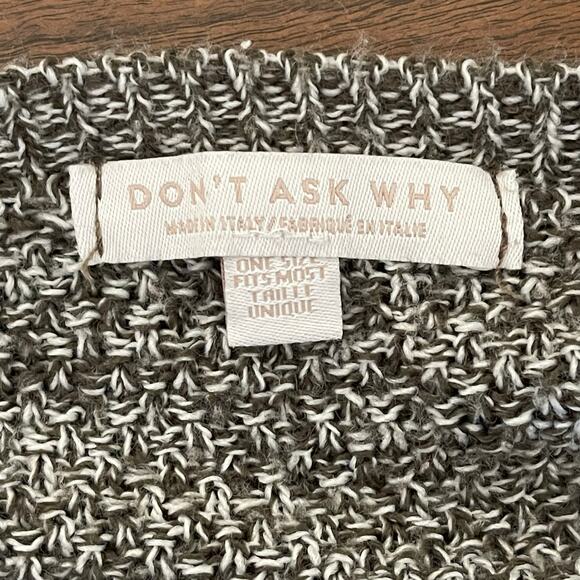 DON'T ASK WHY
MADE IN ITALY / FABRIQUÉ EN ITALIE
ONE SIZE
FITS MOST
TAILLE
UNIQUE